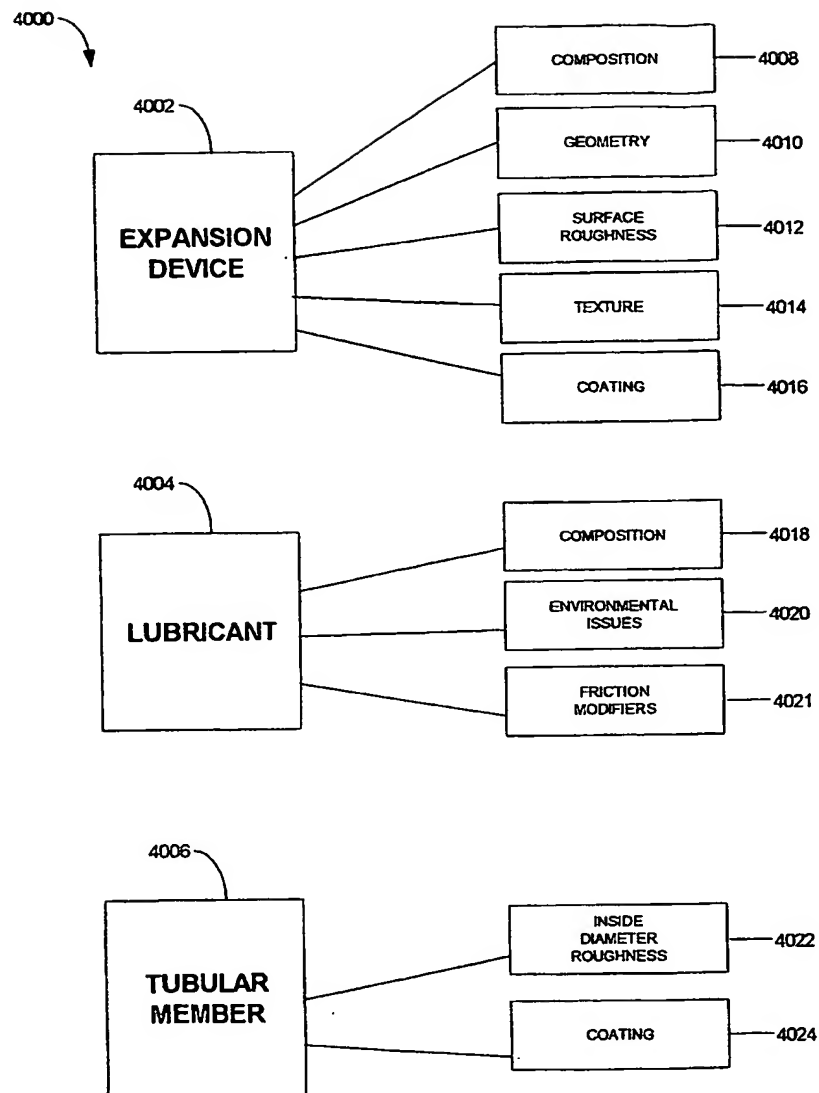 4000
COMPOSITION
4008
4002
GEOMETRY
4010
EXPANSION
DEVICE
SURFACE
ROUGHNESS
4012
TEXTURE
4014
COATING
4016
4004
COMPOSITION
4018
LUBRICANT
ENVIRONMENTAL
ISSUES
4020
FRICTION
MODIFIERS
4021
4006
INSIDE
DIAMETER
ROUGHNESS
4022
TUBULAR
MEMBER
COATING
4024